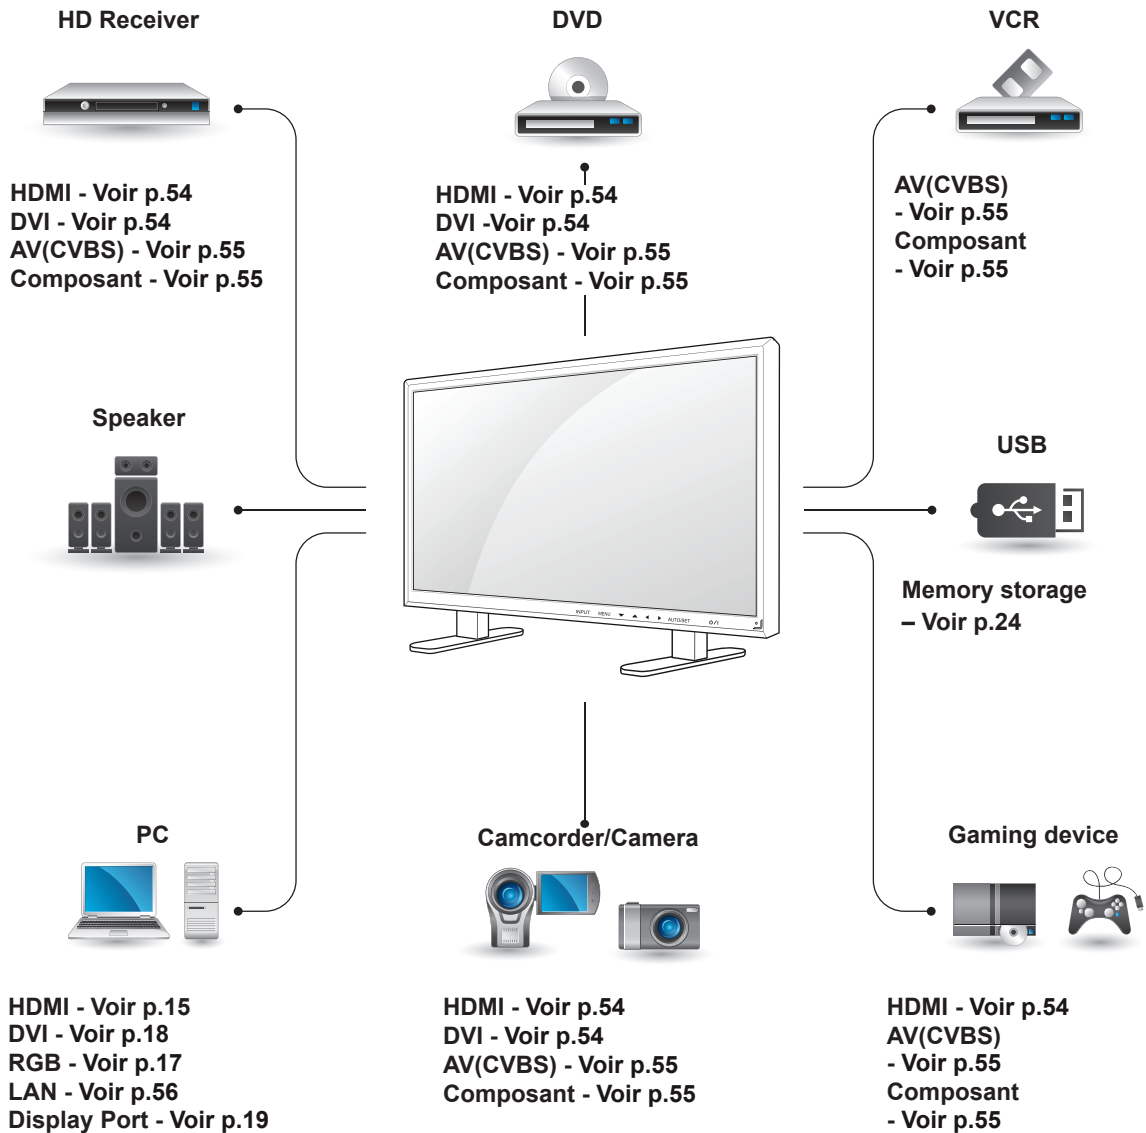 HD Receiver
HDMI - Voir p.54
DVI - Voir p.54
AV(CVBS) - Voir p.55
Composant - Voir p.55
DVD
HDMI - Voir p.54
DVI -Voir p.54
AV(CVBS) - Voir p.55
Composant - Voir p.55
VCR
AV(CVBS)
- Voir p.55
Composant
- Voir p.55
Speaker
INPUT MENU AUTO/SET
USB
Memory storage
– Voir p.24
PC
HDMI - Voir p.15
DVI - Voir p.18
RGB - Voir p.17
LAN - Voir p.56
Display Port - Voir p.19
Camcorder/Camera
HDMI - Voir p.54
DVI - Voir p.54
AV(CVBS) - Voir p.55
Composant - Voir p.55
Gaming device
HDMI - Voir p.54
AV(CVBS)
- Voir p.55
Composant
- Voir p.55